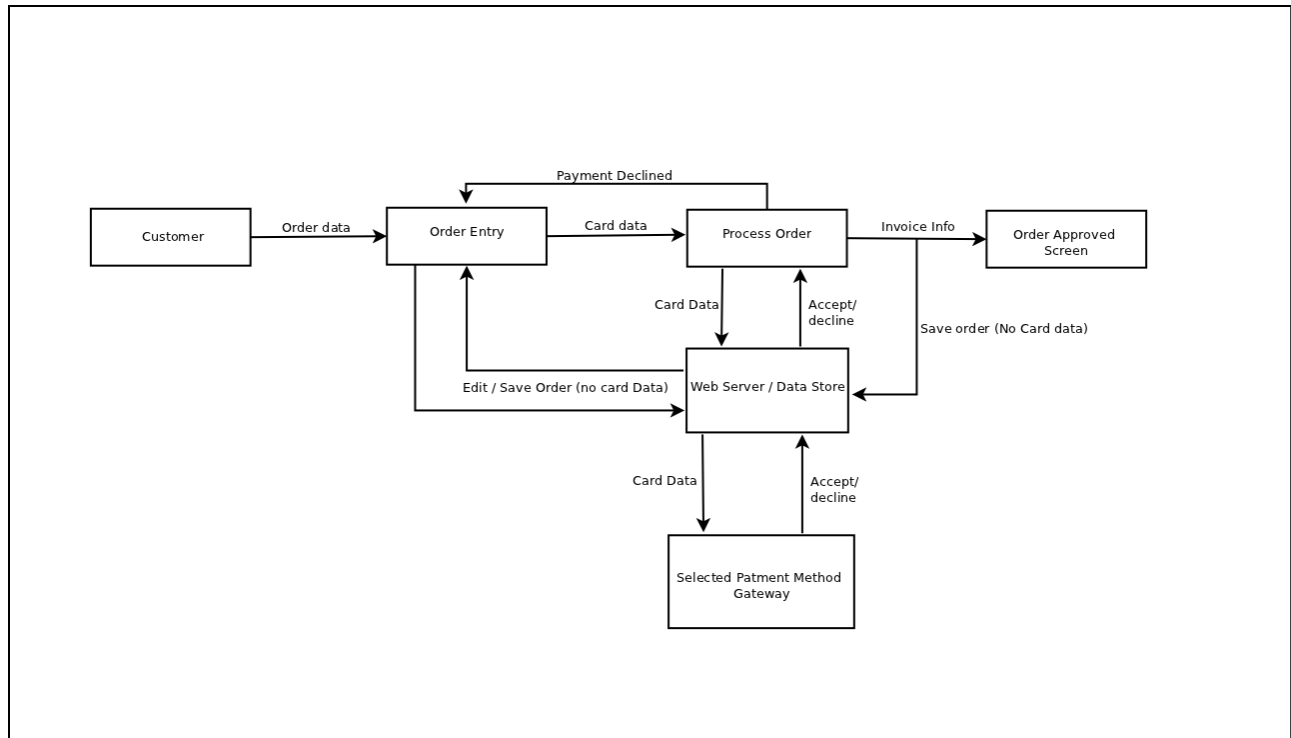 Payment Declined
Customer
Order data
Order Entry
Card data
Process Order
Invoice Info
Order Approved
Screen
Card Data
Accept/
decline
Save order (No Card data)
Edit / Save Order (no card Data)
Web Server / Data Store
Card Data
Accept/
decline
Selected Patment Method
Gateway